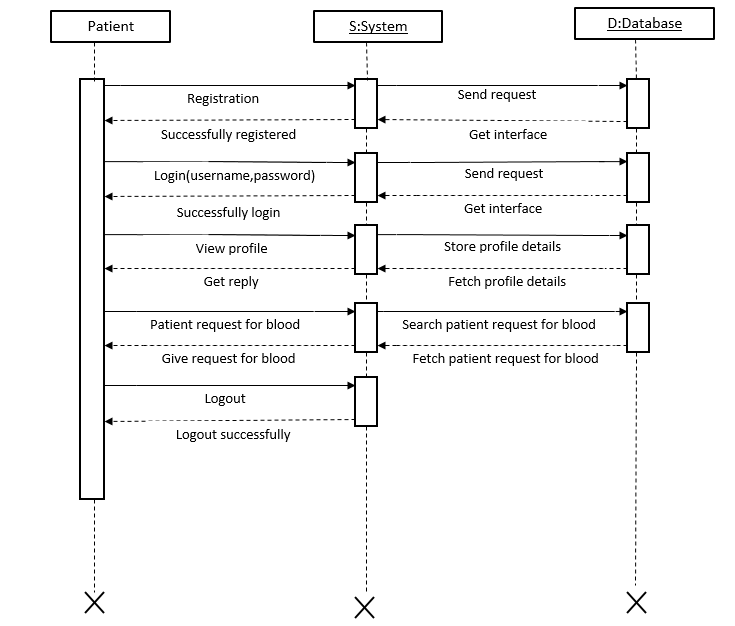 Patient
S:System
D:Database
Registration
Send request
Successfully registered
Get interface
Login(username,password)
Send request
Successfully login
Get interface
View profile
Store profile details
Get reply
Fetch profile details
Patient request for blood
Search patient request for blood
Give request for blood
Fetch patient request for blood
Logout
Logout successfully